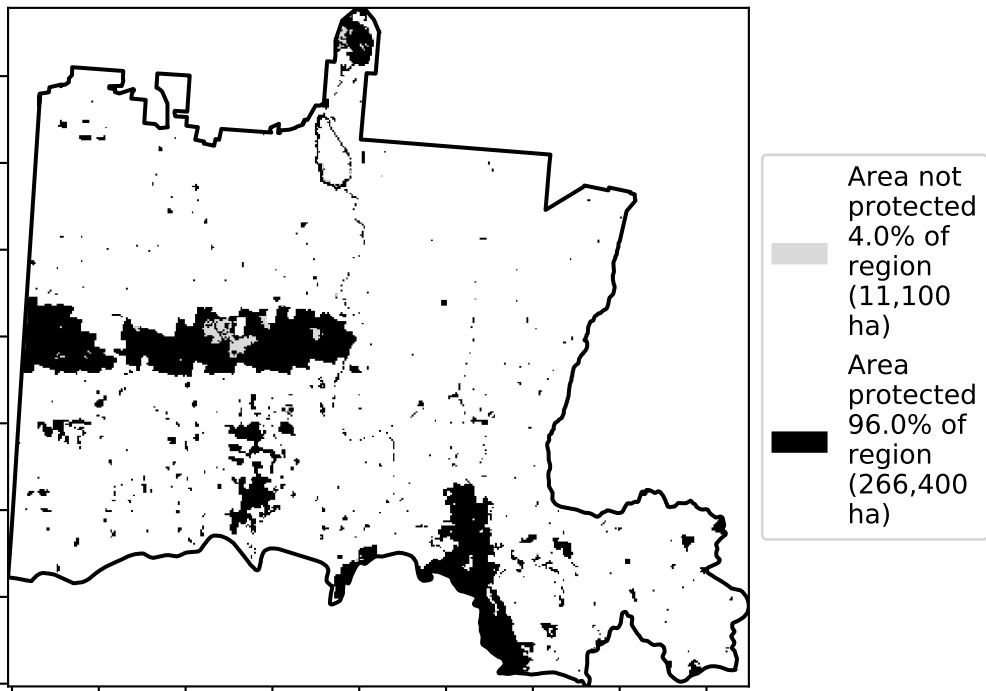 Area not
protected
4.0% of
region
(11,100
ha)
Area
protected
96.0% of
region
(266,400
ha)